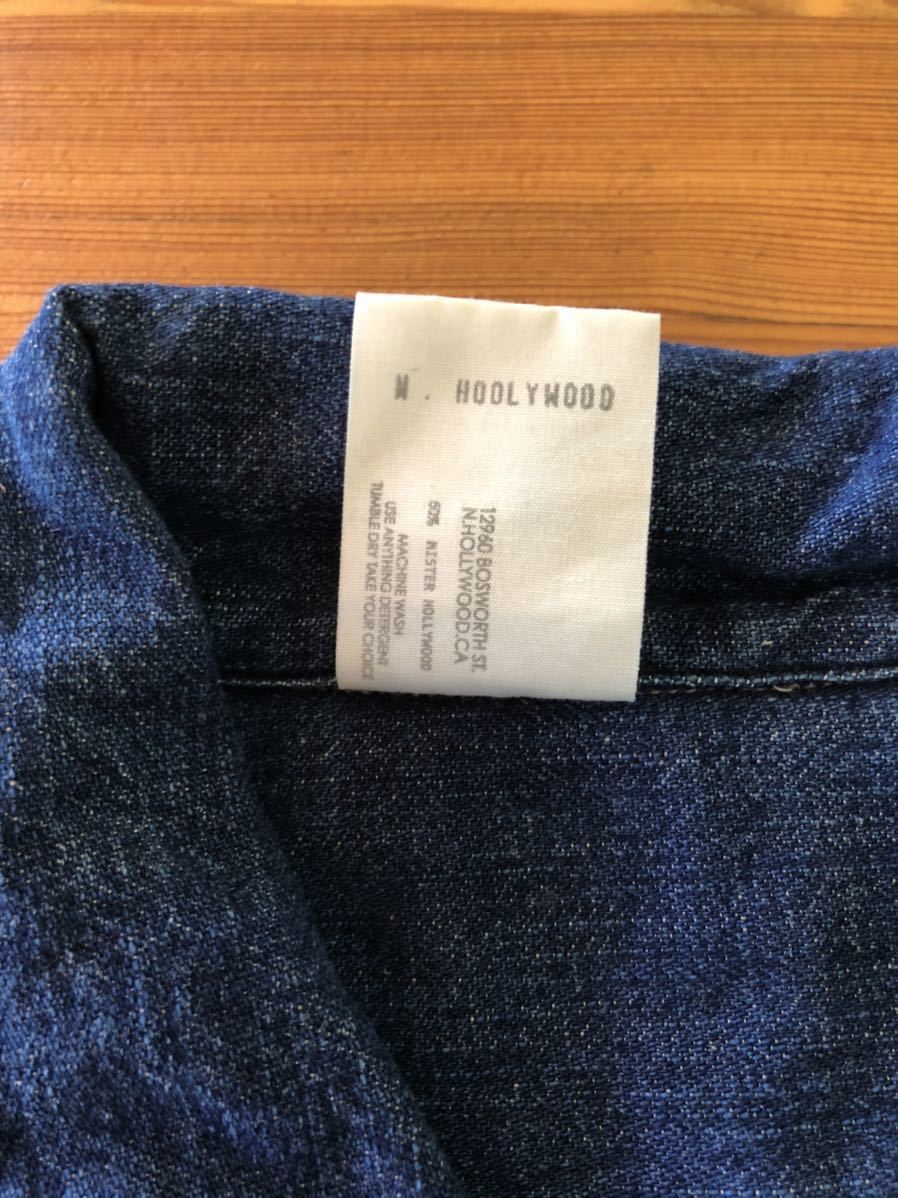 N. HOOLYWOOD
12960 BOSWORTH ST.
N.HOLLYWOOD.CA
60% MISTER HOLLYWOOD
MACHINE WASH
USE ANYTHING DETERGENT
TUMBLE DRY TAKE YOUR CHOICE